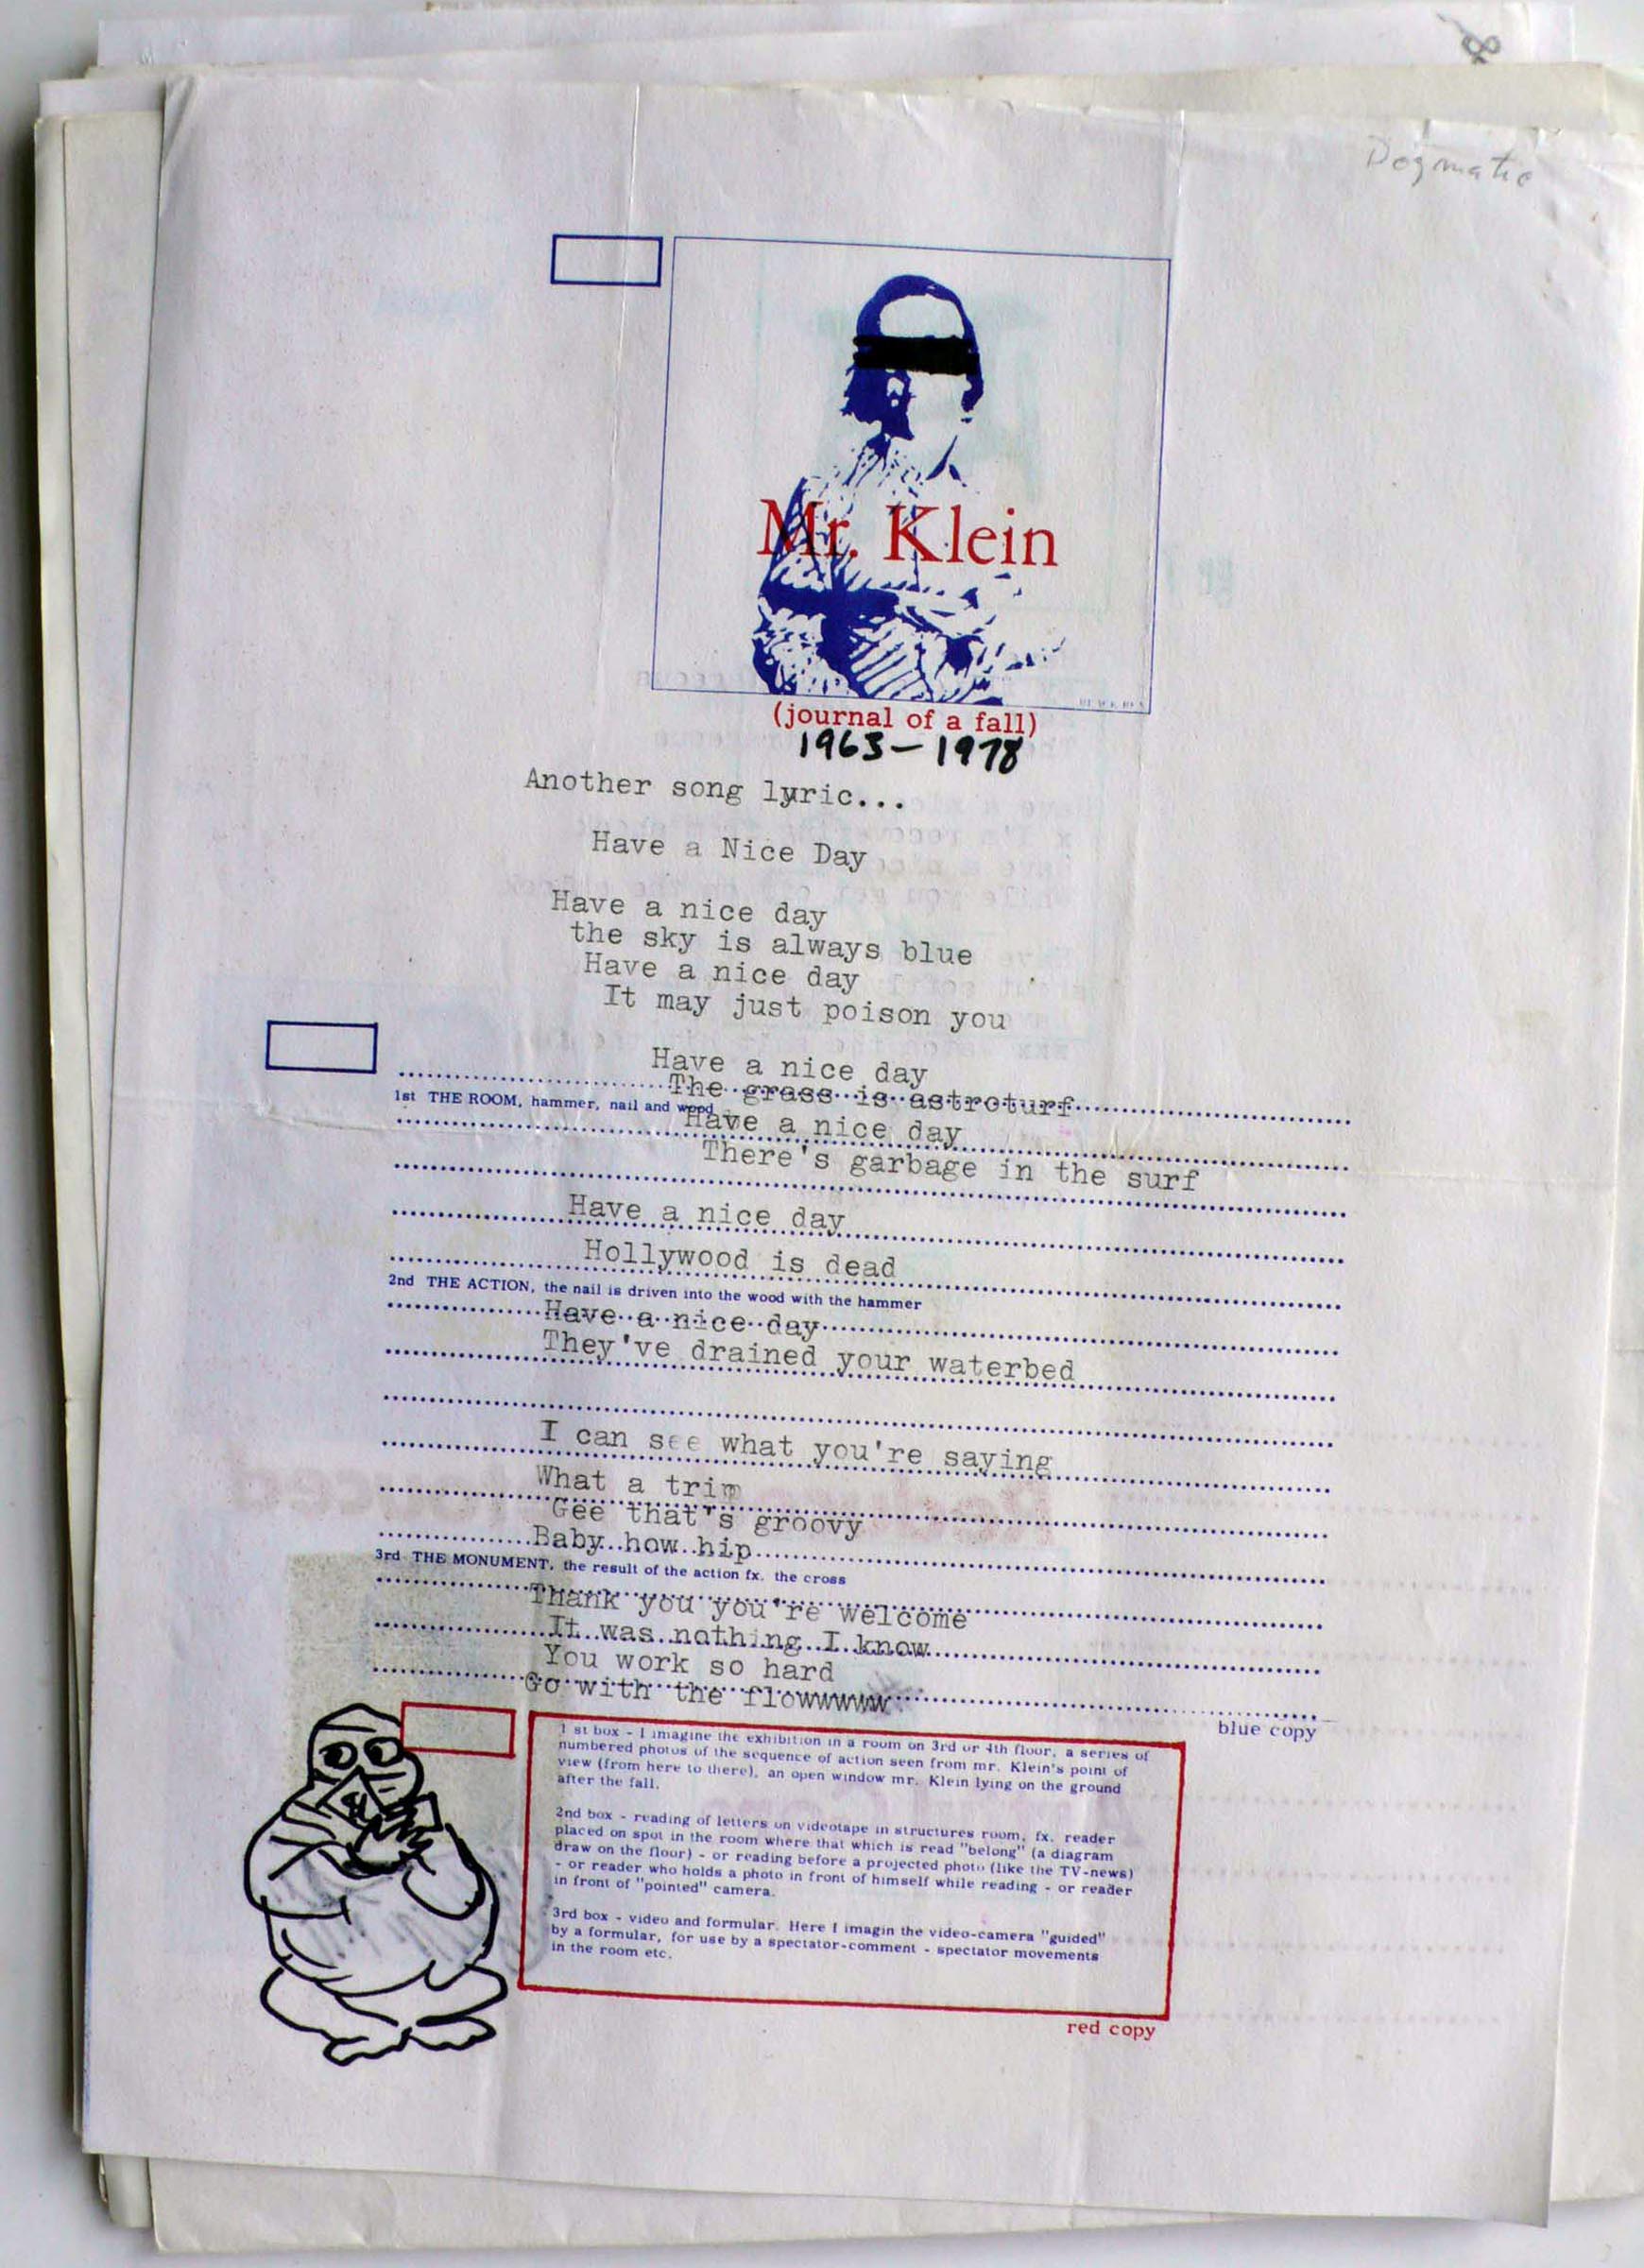 Dogmatic
Mr. Klein
(journal of a fall)
1963-1978
Another song lyric...
Have a Nice Day
Have a nice day
the sky is always blue
Have a nice day
It may just poison you
Have a nice day
The grass is astroturf
1st THE ROOM, hammer, nail and wood
Have a nice day
There's garbage in the surf
Have a nice day
Hollywood is dead
2nd THE ACTION, the nail is driven into the wood with the hammer
Have a nice day
They've drained your waterbed
I can see what you're saying
What a trip
Gee that's groovy
Baby how hip
3rd THE MONUMENT, the result of the action fx. the cross
Thank you you're welcome
It was nothing I know
You work so hard
Go with the flowwwww
blue copy
1 st box - I imagine the exhibition in a room on 3rd or 4th floor, a series of
numbered photos of the sequence of action seen from mr. Klein's point of
view (from here to there), an open window mr. Klein lying on the ground
after the fall.
2nd box - reading of letters on videotape in structures room, fx. reader
placed on spot in the room where that which is read "belong" (a diagram
draw on the floor) - or reading before a projected photo (like the TV-news)
- or reader who holds a photo in front of himself while reading - or reader
in front of "pointed" camera.
3rd box - video and formular. Here I imagin the video-camera "guided"
by a formular, for use by a spectator-comment - spectator movements
in the room etc.
red copy